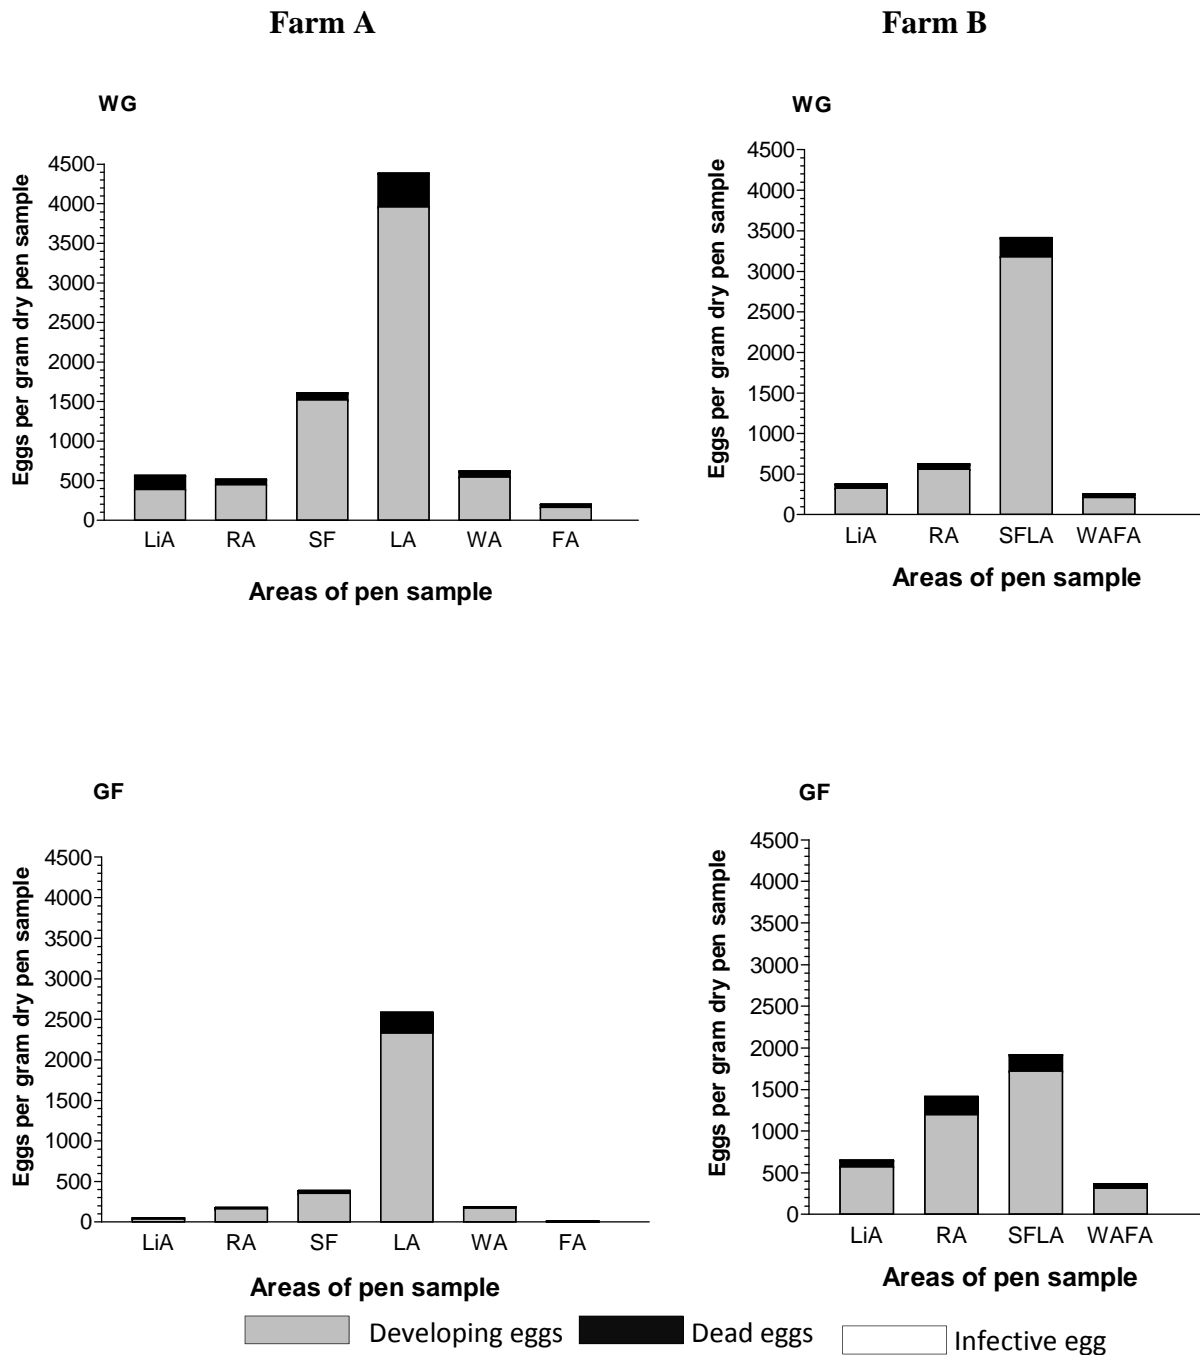 Farm A
Farm B
WG
Eggs per gram dry pen sample
4500
4000
3500
3000
2500
2000
1500
1000
500
0
LiA RA SF LA WA FA
Areas of pen sample
WG
Eggs per gram dry pen sample
4500
4000
3500
3000
2500
2000
1500
1000
500
0
LiA RA SFLA WAFA
Areas of pen sample
GF
Eggs per gram dry pen sample
4500
4000
3500
3000
2500
2000
1500
1000
500
0
LiA RA SF LA WA FA
Areas of pen sample
GF
Eggs per gram dry pen sample
4500
4000
3500
3000
2500
2000
1500
1000
500
0
LiA RA SFLA WAFA
Areas of pen sample
Developing eggs Dead eggs Infective egg